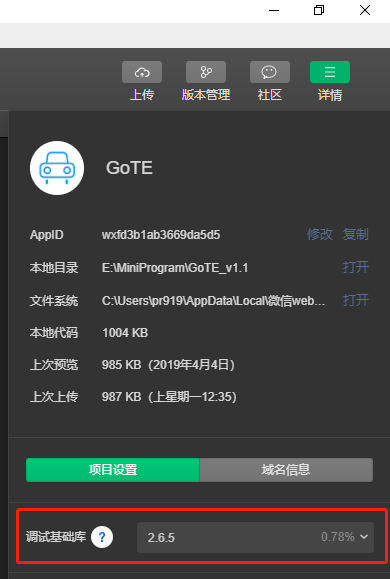 上传 版本管理 社区 详情
GoTE
AppID wxfd3b1ab3669da5d5 修改 复制
本地目录 E:\MiniProgram\GoTE_v1.1 打开
文件系统 C:\Users\pr919\AppData\Local\微信web... 打开
本地代码 1004 KB
上次预览 985 KB（2019年4月4日）
上次上传 987 KB（上星期一12:35）
项目设置 域名信息
调试基础库 ? 2.6.5 0.78%